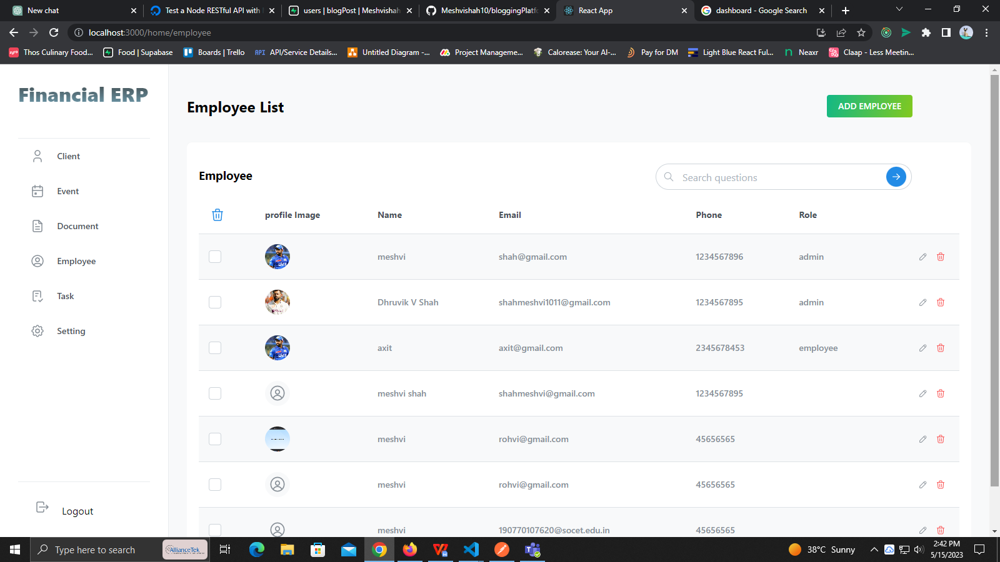 New chat
Test a Node RESTful API with
users | blogPost | Meshvishah
Meshvishah10/bloggingPlatfo
React App
dashboard - Google Search
localhost:3000/home/employee
Thos Culinary Food...
Food | Supabase
Boards | Trello
API API/Service Details...
Untitled Diagram -...
Project Manageme...
Calorease: Your AI-...
Pay for DM
Light Blue React Ful...
Neaxr
Claap - Less Meetin...
Financial ERP
Client
Event
Document
Employee
Task
Setting
Logout
Employee List
ADD EMPLOYEE
Employee
Search questions
profile Image Name Email Phone Role
meshvi shah@gmail.com 1234567896 admin
Dhruvik V Shah shahmeshvi1011@gmail.com 1234567895 admin
axit axit@gmail.com 2345678453 employee
meshvi shah shahmeshvi@gmail.com 1234567895
meshvi rohvi@gmail.com 45656565
meshvi rohvi@gmail.com 45656565
meshvi 190770107620@socet.edu.in 45656565
Type here to search
AllianceTek
38°C Sunny
2:42 PM
5/15/2023